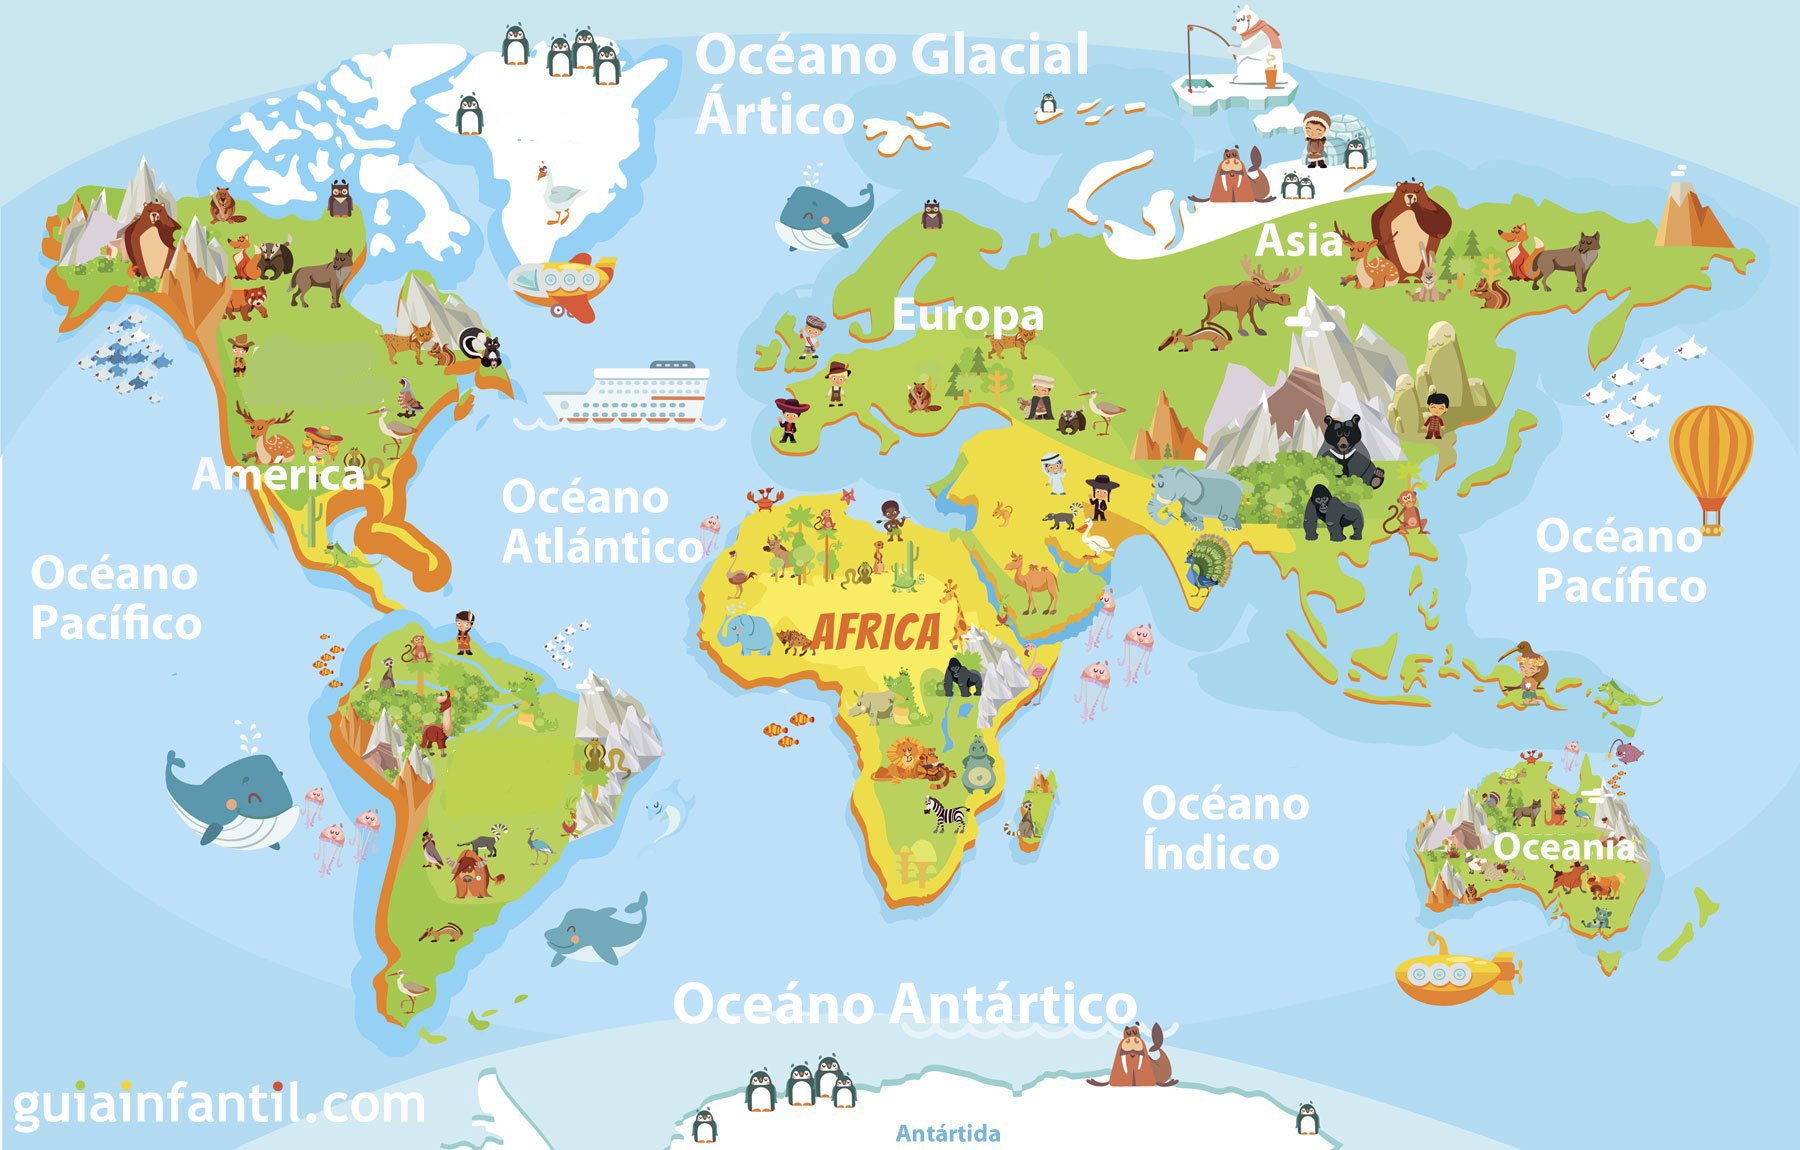 Océano Glacial
Ártico
Asia
Europa
América
Océano
Atlántico
Océano
Pacífico
Océano
Pacífico
AFRICA
Océano
Índico
Oceanía
Oceáno Antártico
guiainfantil.com
Antártida